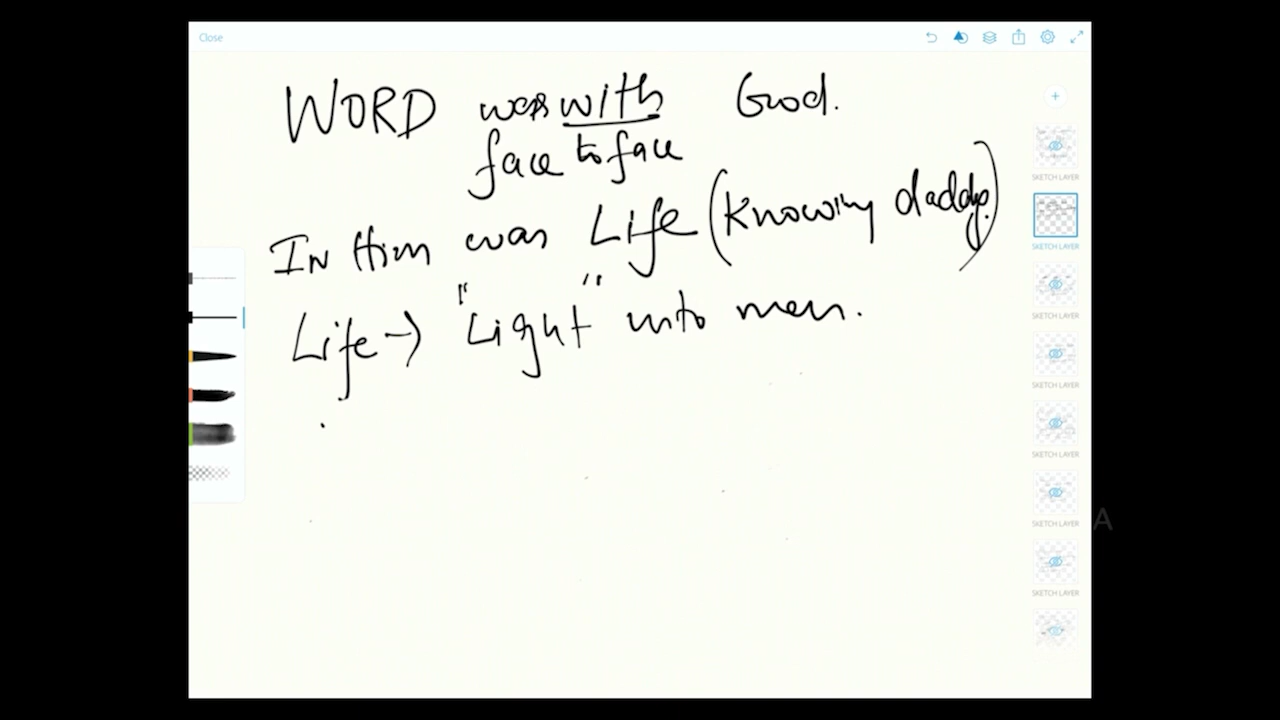 Close
WORD was with God.
face to face
In Him was Life (Knowing daddy.)
Life → "Light" unto men.
SKETCH LAYER
SKETCH LAYER
SKETCH LAYER
SKETCH LAYER
SKETCH LAYER
SKETCH LAYER
SKETCH LAYER
A